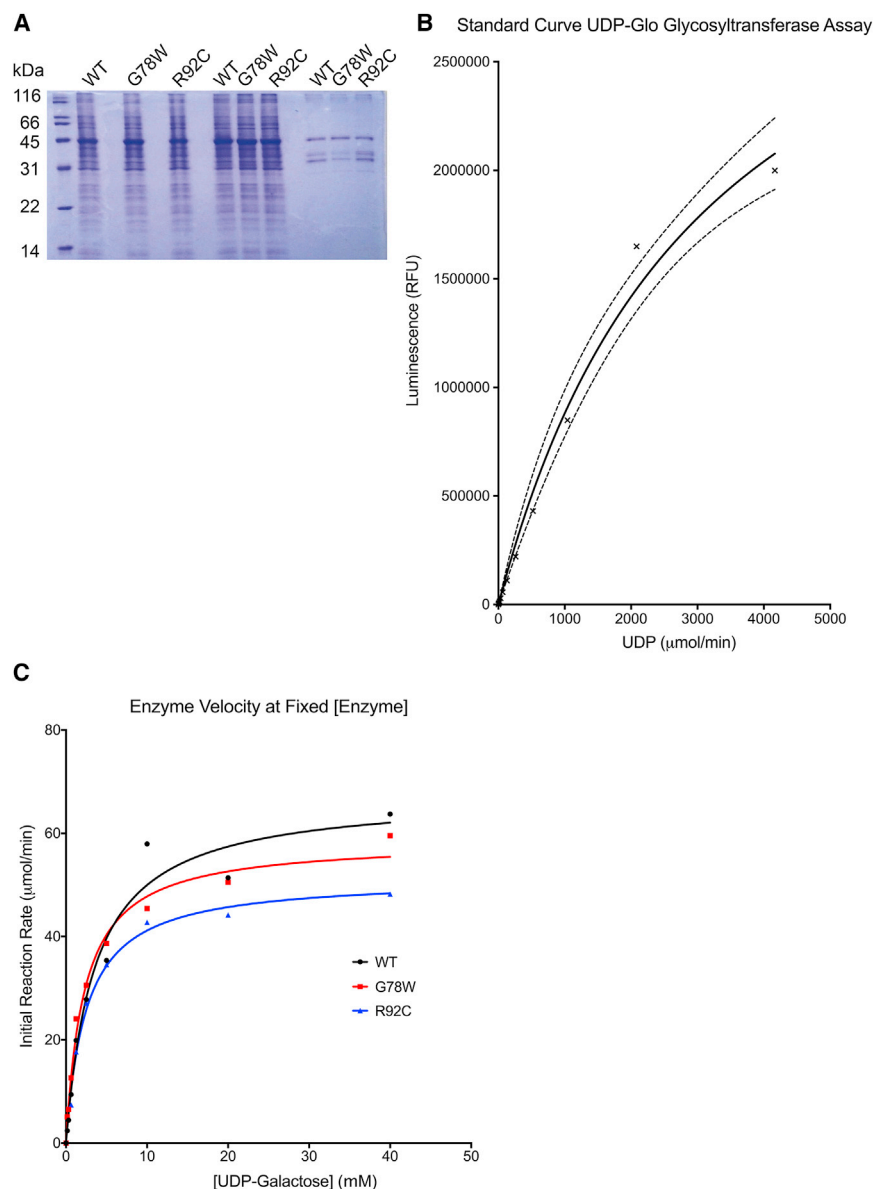 A
kDa
WT
G78W
R92C
WT
G78W
R92C
WT
G78W
R92C
116
66
45
31
22
14
B
Standard Curve UDP-Glo Glycosyltransferase Assay
2500000
2000000
1500000
1000000
500000
0
Luminescence (RFU)
0 1000 2000 3000 4000 5000
UDP (μmol/min)
C
Enzyme Velocity at Fixed [Enzyme]
80
60
40
20
0
Initial Reaction Rate (μmol/min)
WT
G78W
R92C
0 10 20 30 40 50
[UDP-Galactose] (mM)